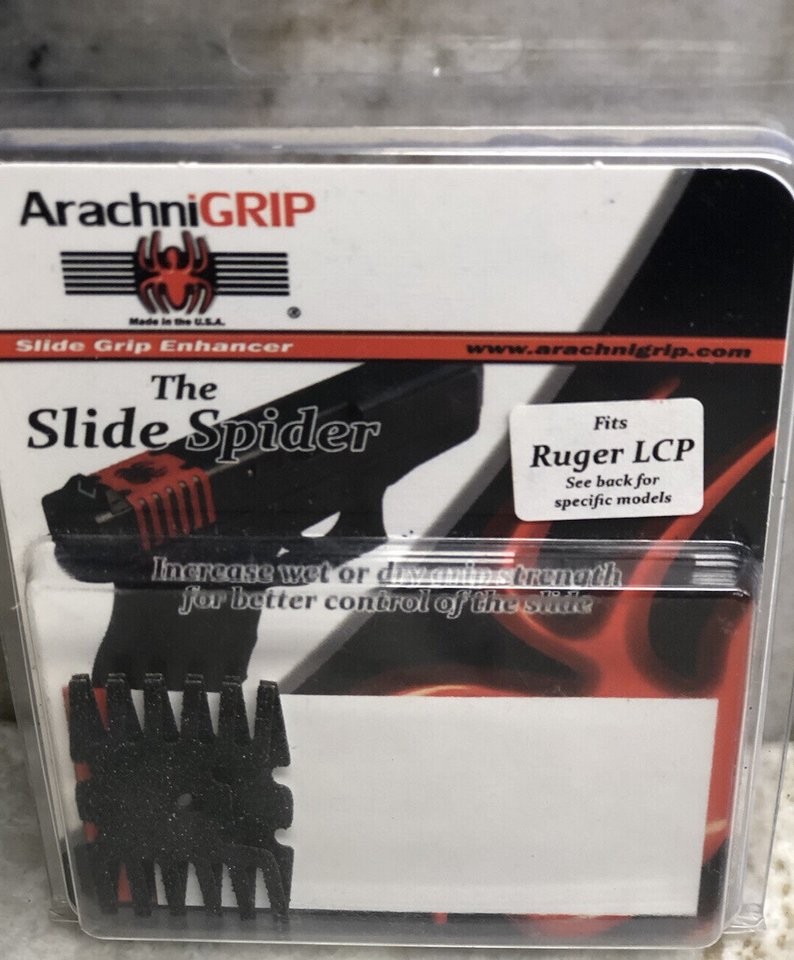 ArachniGRIP
Made in the U.S.A.
®
Slide Grip Enhancer
www.arachnigrip.com
The
Slide Spider
Fits
Ruger LCP
See back for
specific models
Increase wet or dry grip strength
for better control of the slide